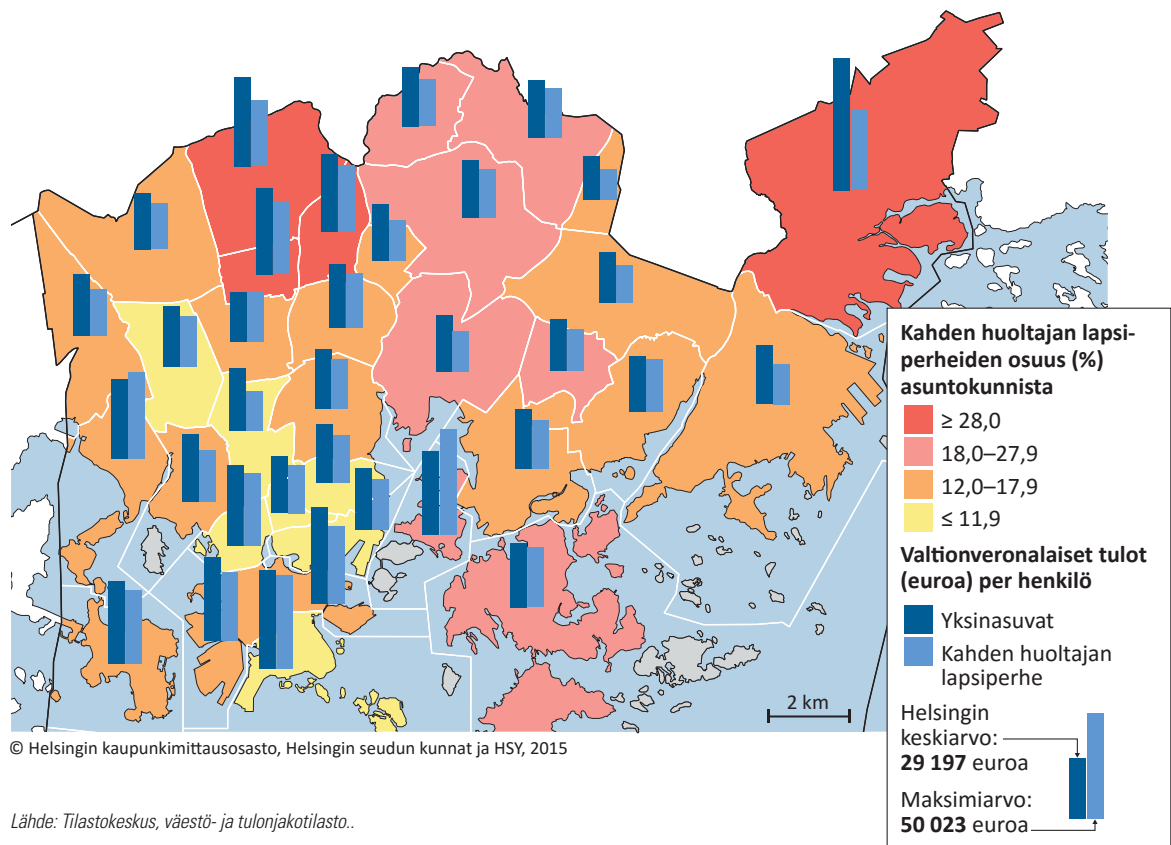 Kahden huoltajan lapsi-
perheiden osuus (%)
asuntokunnista
≥ 28,0
18,0–27,9
12,0–17,9
≤ 11,9
Valtionveronalaiset tulot
(euroa) per henkilö
Yksinasuvat
Kahden huoltajan
lapsiperhe
Helsingin
keskiarvo:
29 197 euroa
Maksimiarvo:
50 023 euroa
2 km
© Helsingin kaupunkimittausosasto, Helsingin seudun kunnat ja HSY, 2015
Lähde: Tilastokeskus, väestö- ja tulonjakotilasto..